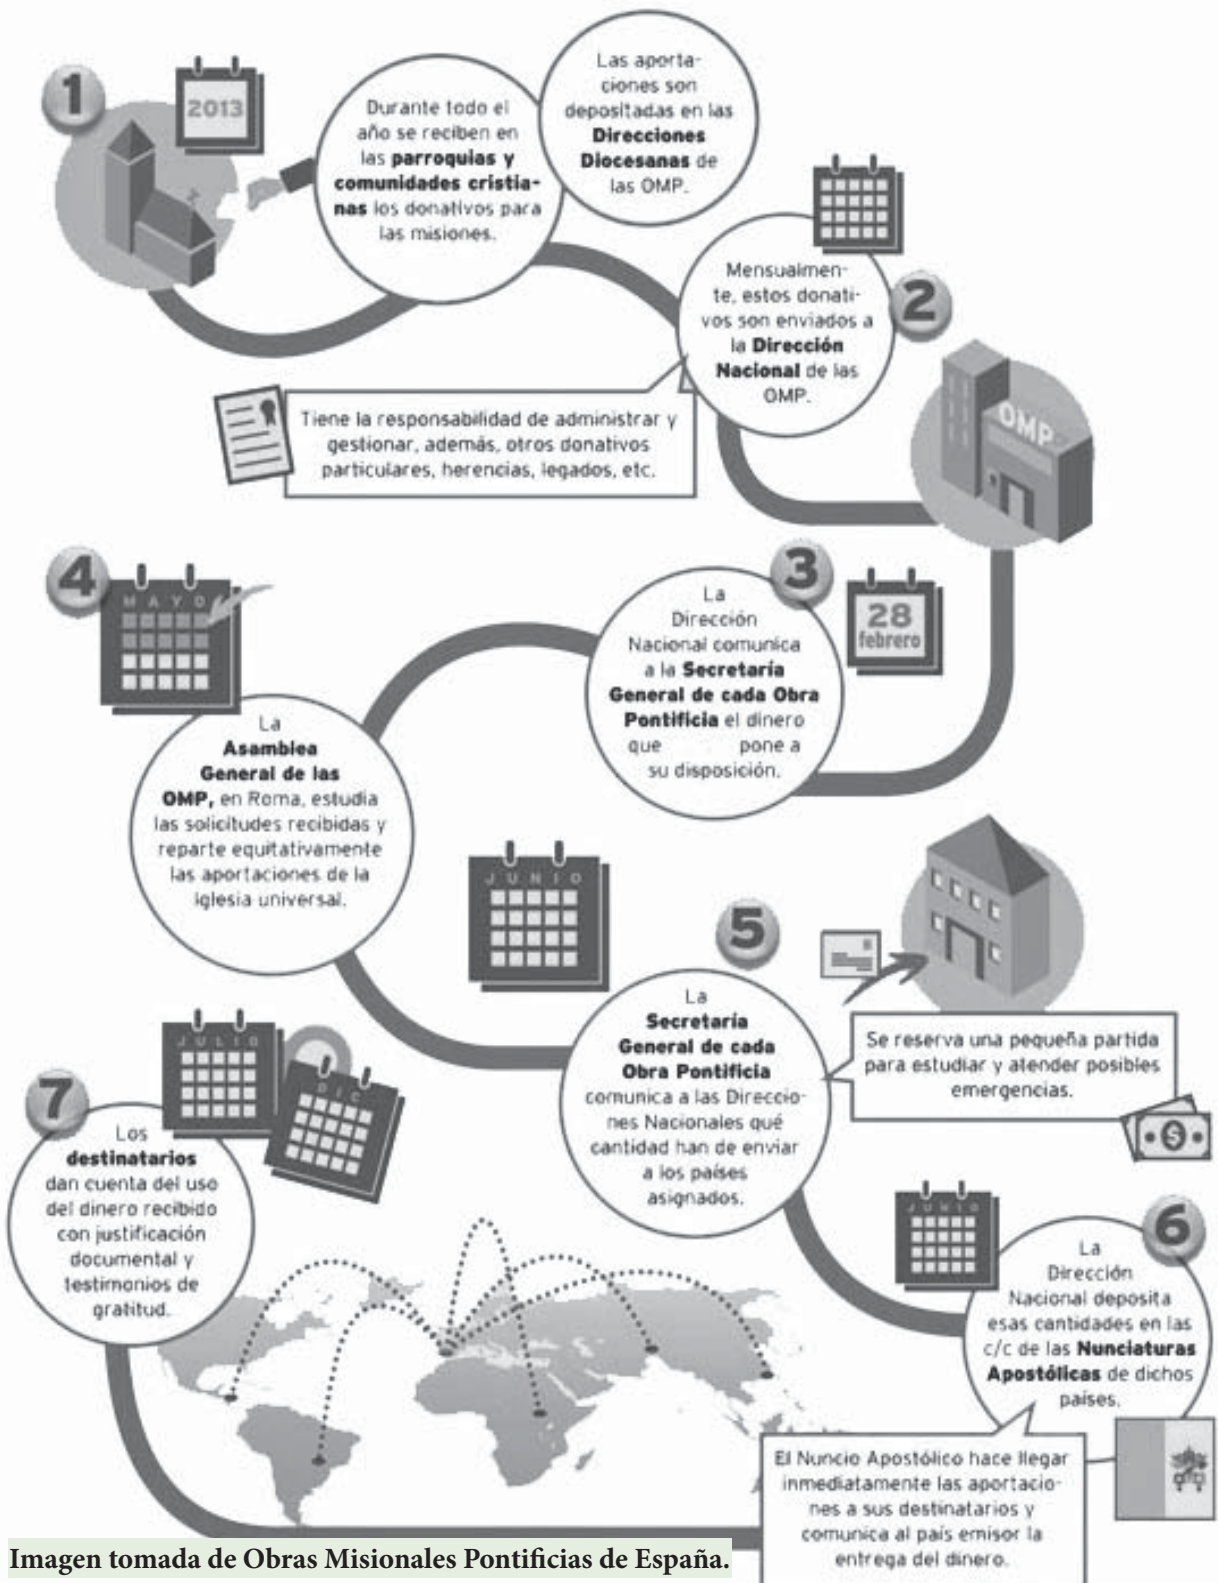 1
2013
Durante todo el
año se reciben en
las parroquias y
comunidades cristia-
nas los donativos para
las misiones.
Las aporta-
ciones son
depositadas en las
Direcciones
Diocesanas de
las OMP.
2
Mensualmen-
te, estos donati-
vos son enviados a
la Dirección
Nacional de las
OMP.
Tiene la responsabilidad de administrar y
gestionar, además, otros donativos
particulares, herencias, legados, etc.
OMP
3
28
febrero
La
Dirección
Nacional comunica
a la Secretaría
General de cada Obra
Pontificia el dinero
que pone a
su disposición.
4
MAYO
La
Asamblea
General de las
OMP, en Roma, estudia
las solicitudes recibidas y
reparte equitativamente
las aportaciones de la
Iglesia universal.
JUNIO
5
La
Secretaría
General de cada
Obra Pontificia
comunica a las Direccio-
nes Nacionales qué
cantidad han de enviar
a los países
asignados.
Se reserva una pequeña partida
para estudiar y atender posibles
emergencias.
$
JUNIO
6
La
Dirección
Nacional deposita
esas cantidades en las
c/c de las Nunciaturas
Apostólicas de dichos
países.
El Nuncio Apostólico hace llegar
inmediatamente las aportacio-
nes a sus destinatarios y
comunica al país emisor la
entrega del dinero.
JULIO
DIC
7
Los
destinatarios
dan cuenta del uso
del dinero recibido
con justificación
documental y
testimonios de
gratitud.
Imagen tomada de Obras Misionales Pontificias de España.